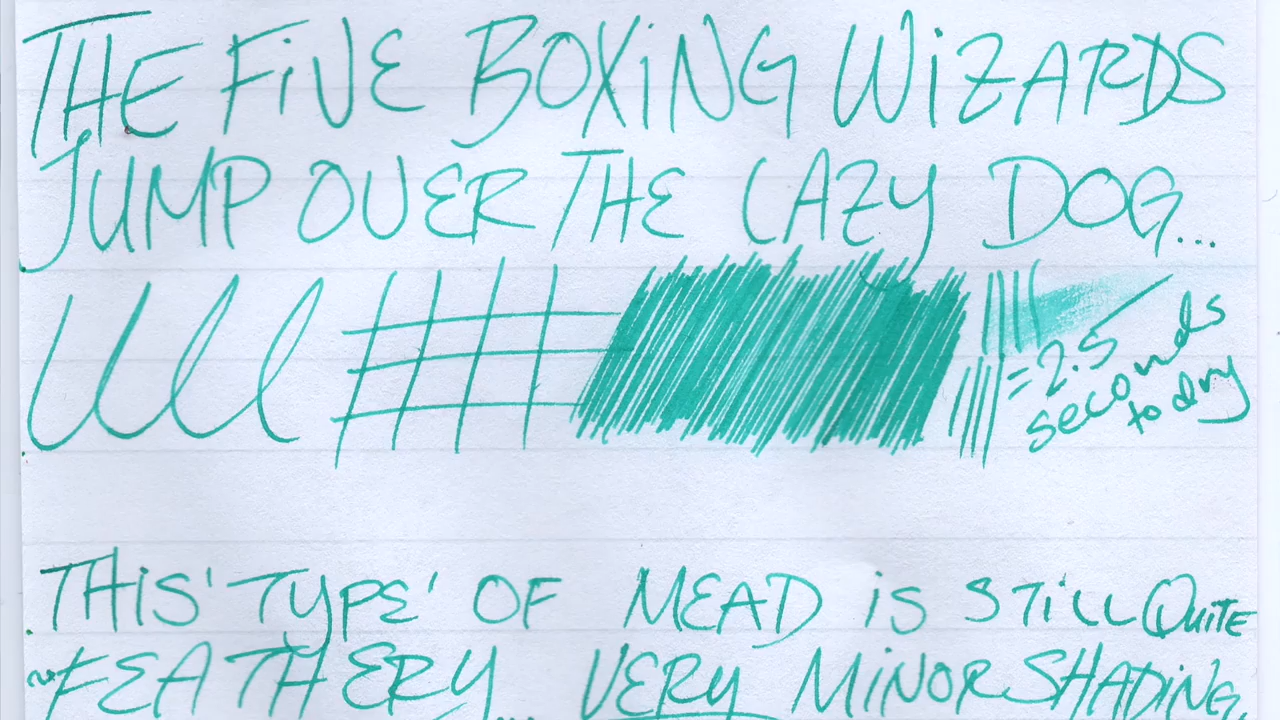 THE FiVE BOXiNG WiZARDS
JUMP OVER THE LAZY DOG...
= 2.5
seconds
to dry
THiS 'TYPE' OF MEAD iS STiLL QUiTE
~FEATHERY... VERY MiNOR SHADiNG.